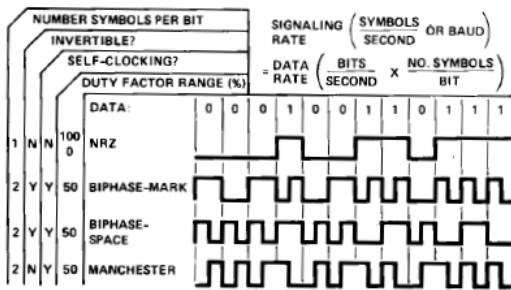 NUMBER SYMBOLS PER BIT
INVERTIBLE?
SELF-CLOCKING?
DUTY FACTOR RANGE (%)
SIGNALING RATE (SYMBOLS/SECOND OR BAUD)
= DATA RATE (BITS/SECOND X NO. SYMBOLS/BIT)
DATA: 0 0 0 1 0 0 1 1 0 1 1 1
1 N N 100 0 NRZ
2 Y Y 50 BIPHASE-MARK
2 Y Y 50 BIPHASE-SPACE
2 N Y 50 MANCHESTER